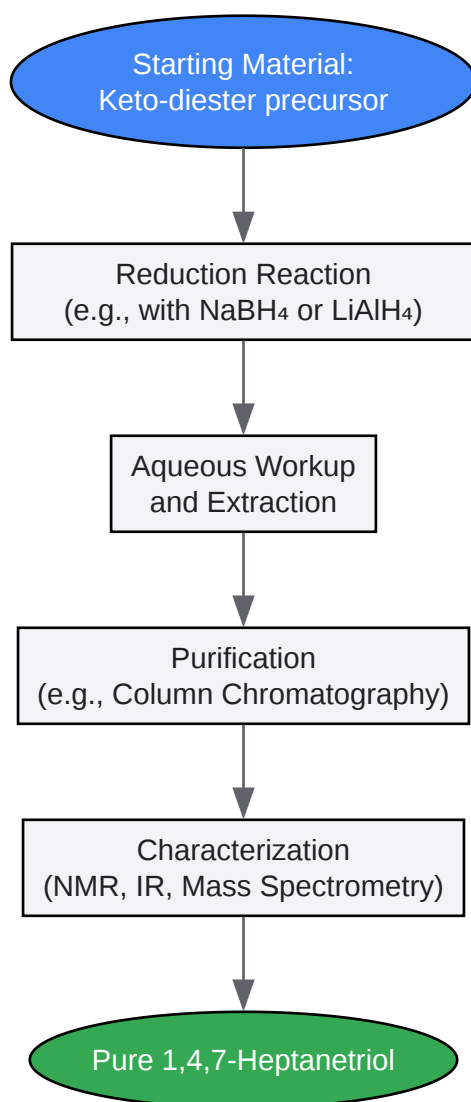 Starting Material:
Keto-diester precursor
Reduction Reaction
(e.g., with NaBH₄ or LiAlH₄)
Aqueous Workup
and Extraction
Purification
(e.g., Column Chromatography)
Characterization
(NMR, IR, Mass Spectrometry)
Pure 1,4,7-Heptanetriol